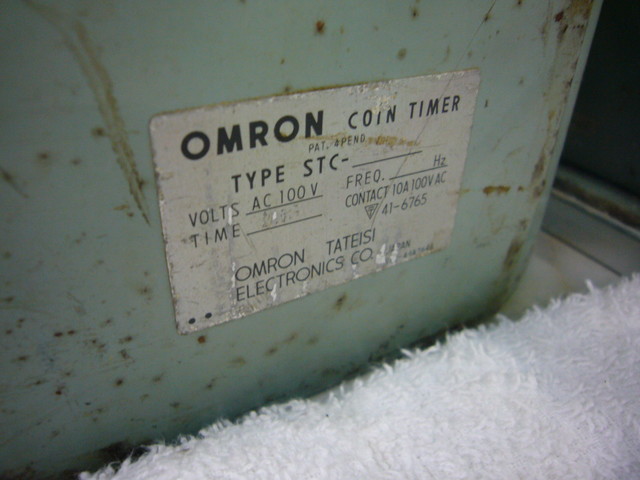 OMRON COIN TIMER
PAT. & PEND
TYPE STC-
VOLTS AC 100 V FREQ. Hz
TIME CONTACT 10A 100V AC
41-6765
OMRON TATEISI
ELECTRONICS CO. JAPAN